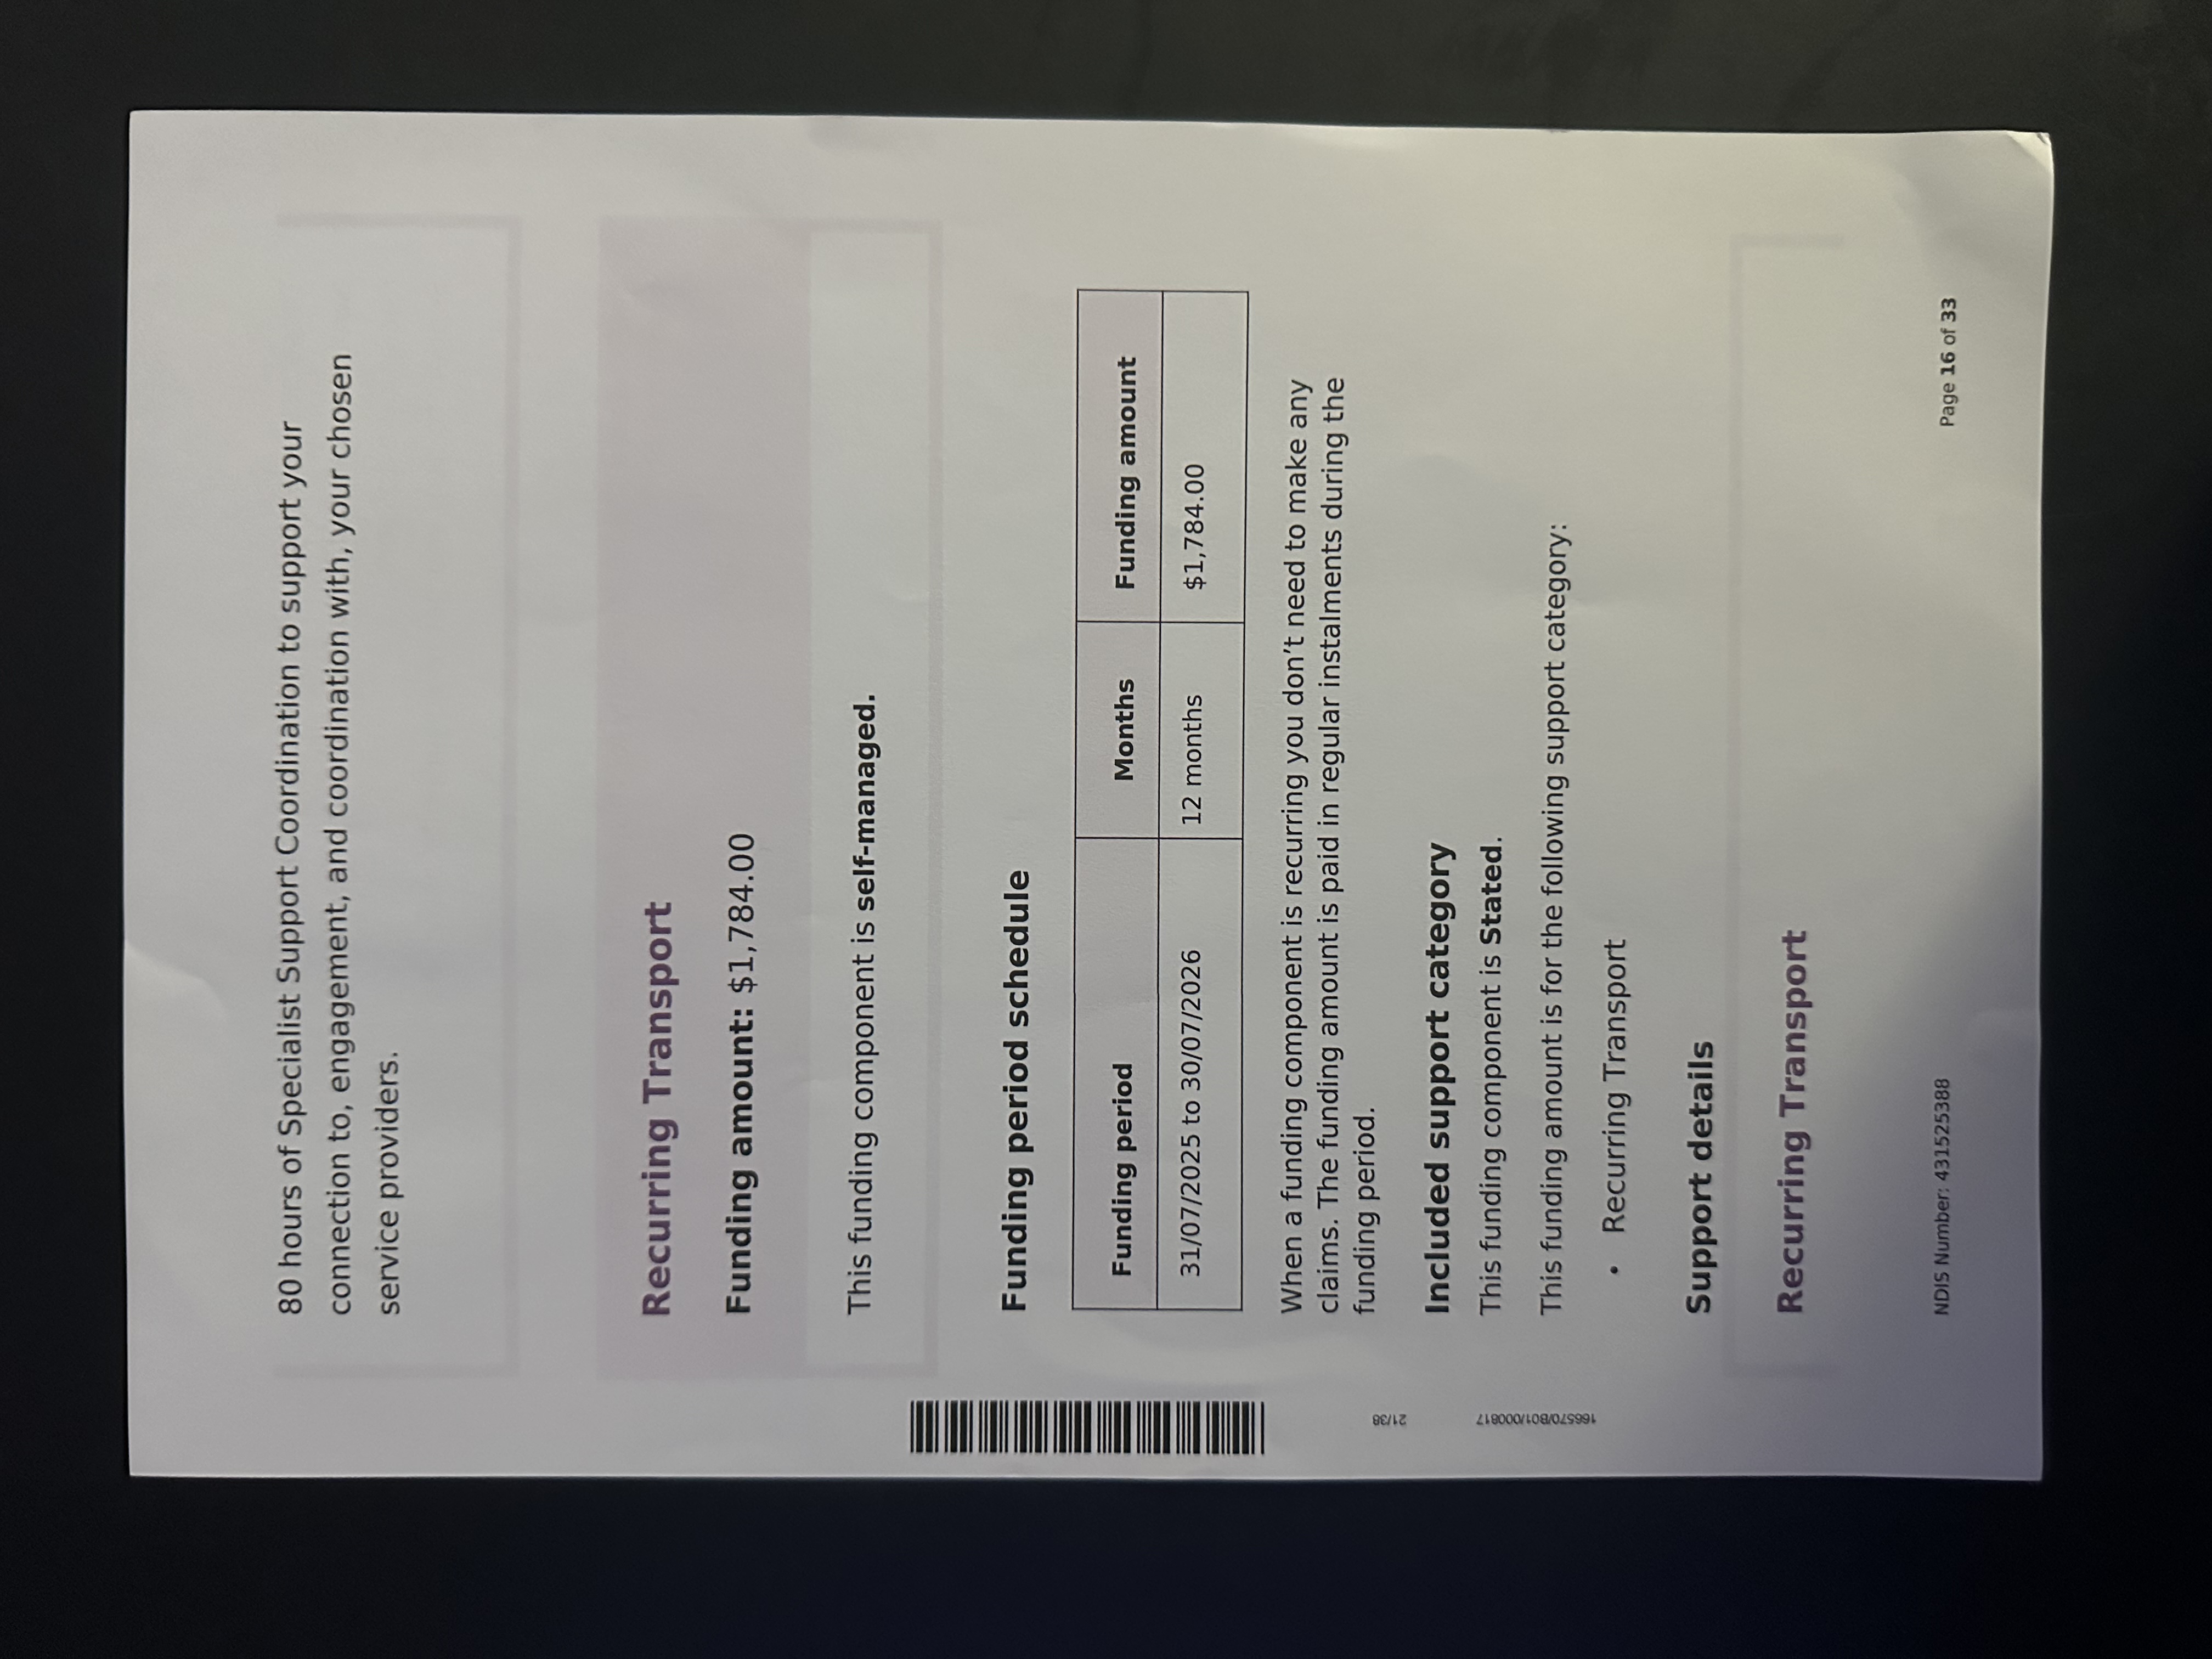 80 hours of Specialist Support Coordination to support your
connection to, engagement, and coordination with, your chosen
service providers.
Recurring Transport
Funding amount: $1,784.00
This funding component is self-managed.
Funding period schedule
Funding period Months Funding amount
31/07/2025 to 30/07/2026 12 months $1,784.00
When a funding component is recurring you don’t need to make any
claims. The funding amount is paid in regular instalments during the
funding period.
Included support category
This funding component is Stated.
This funding amount is for the following support category:
• Recurring Transport
Support details
Recurring Transport
NDIS Number: 431525388
Page 16 of 33
166570/B01/000817 21/38